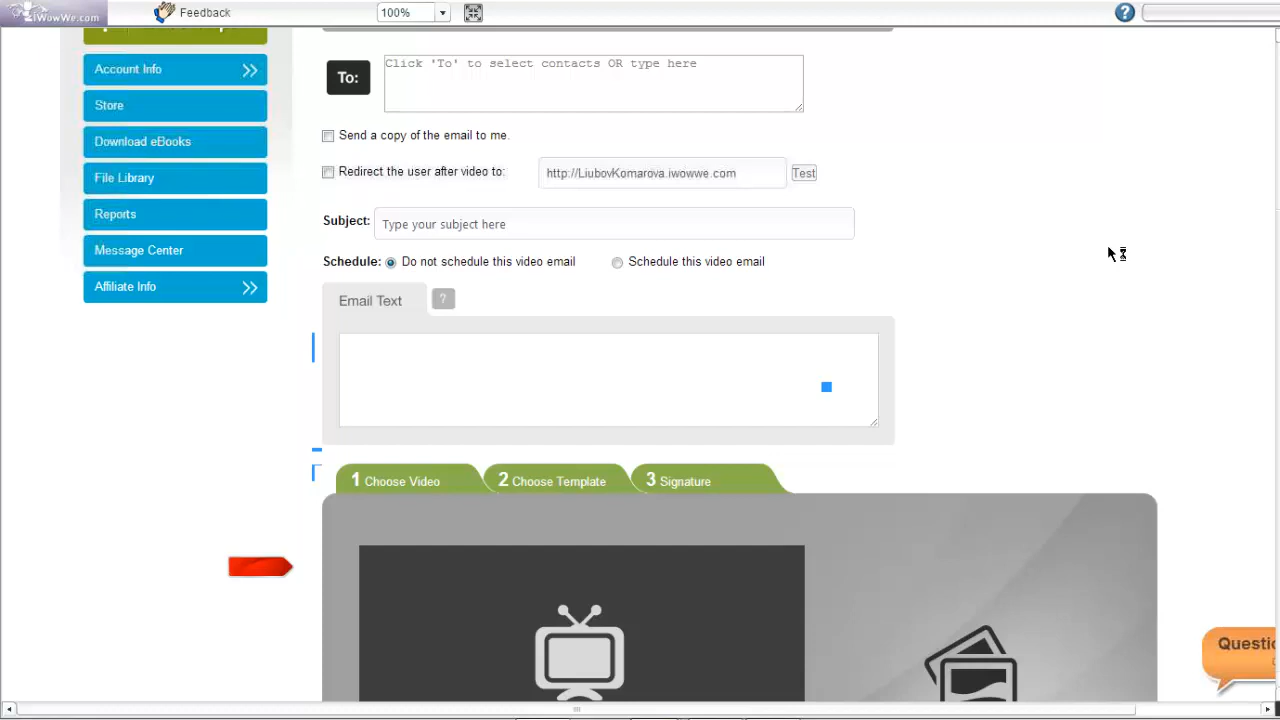 iWowWe.com
Feedback
100%
?
Account Info
Store
Download eBooks
File Library
Reports
Message Center
Affiliate Info
To:
Click 'To' to select contacts OR type here
Send a copy of the email to me.
Redirect the user after video to:
http://LiubovKomarova.iwowwe.com
Test
Subject:
Type your subject here
Schedule:
Do not schedule this video email
Schedule this video email
Email Text
?
1 Choose Video
2 Choose Template
3 Signature
Questio